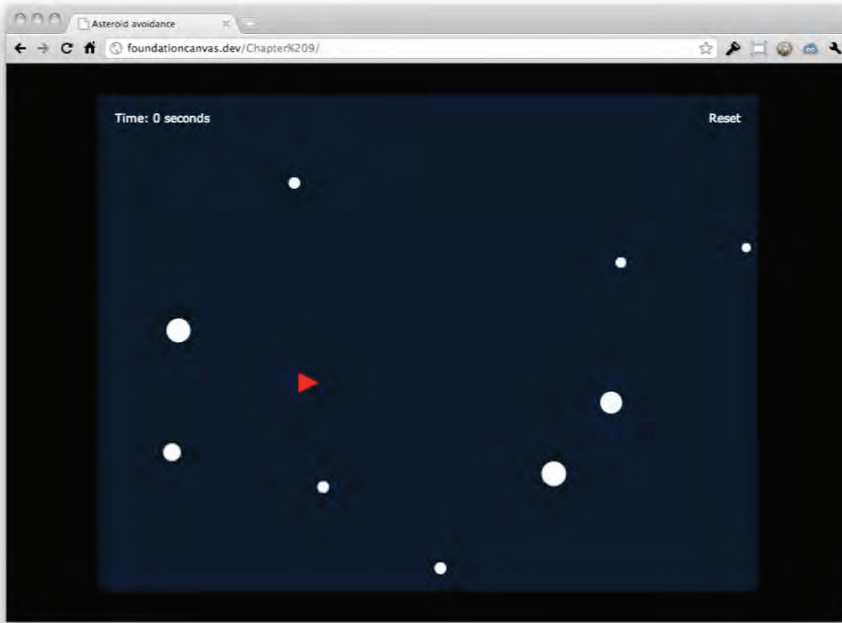 Asteroid avoidance
foundationcanvas.dev/Chapter%209/
Time: 0 seconds
Reset